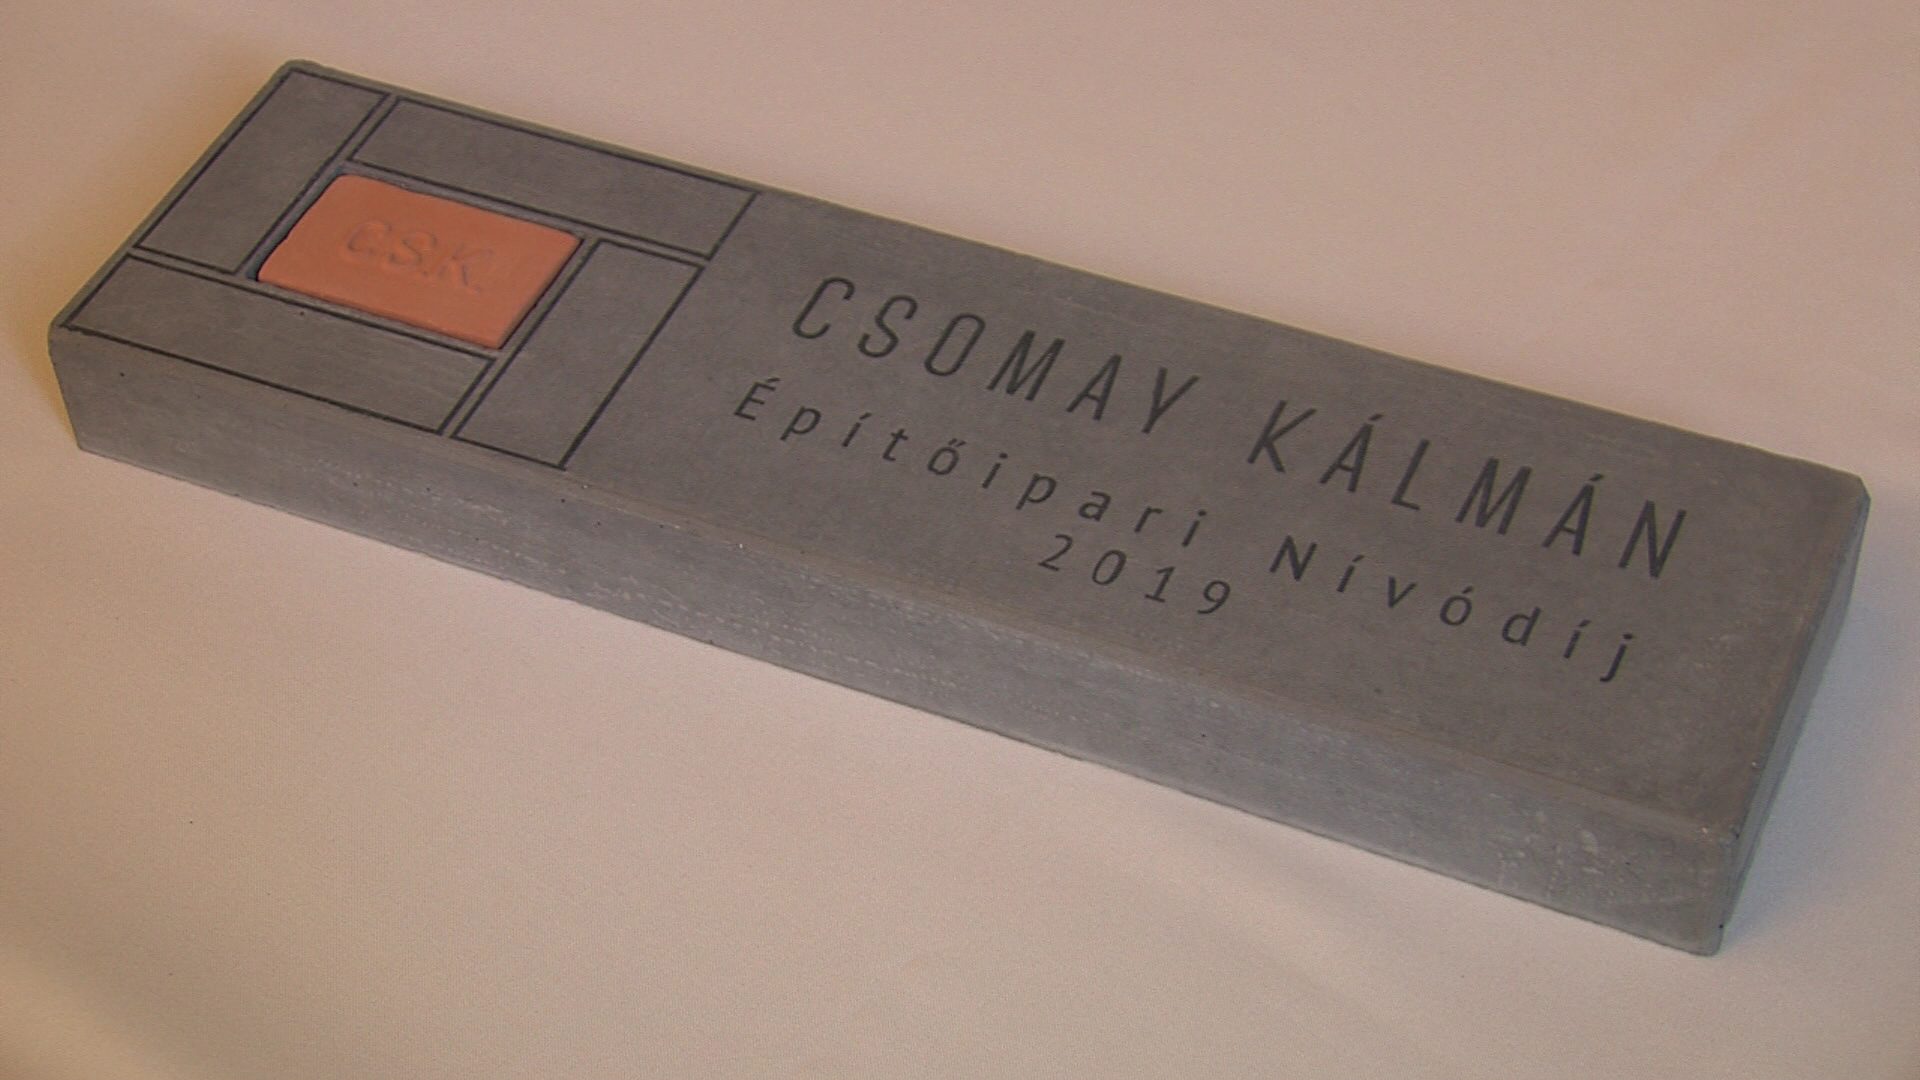 C.S.K.
CSOMAY KÁLMÁN
Építőipari Nívódíj
2019